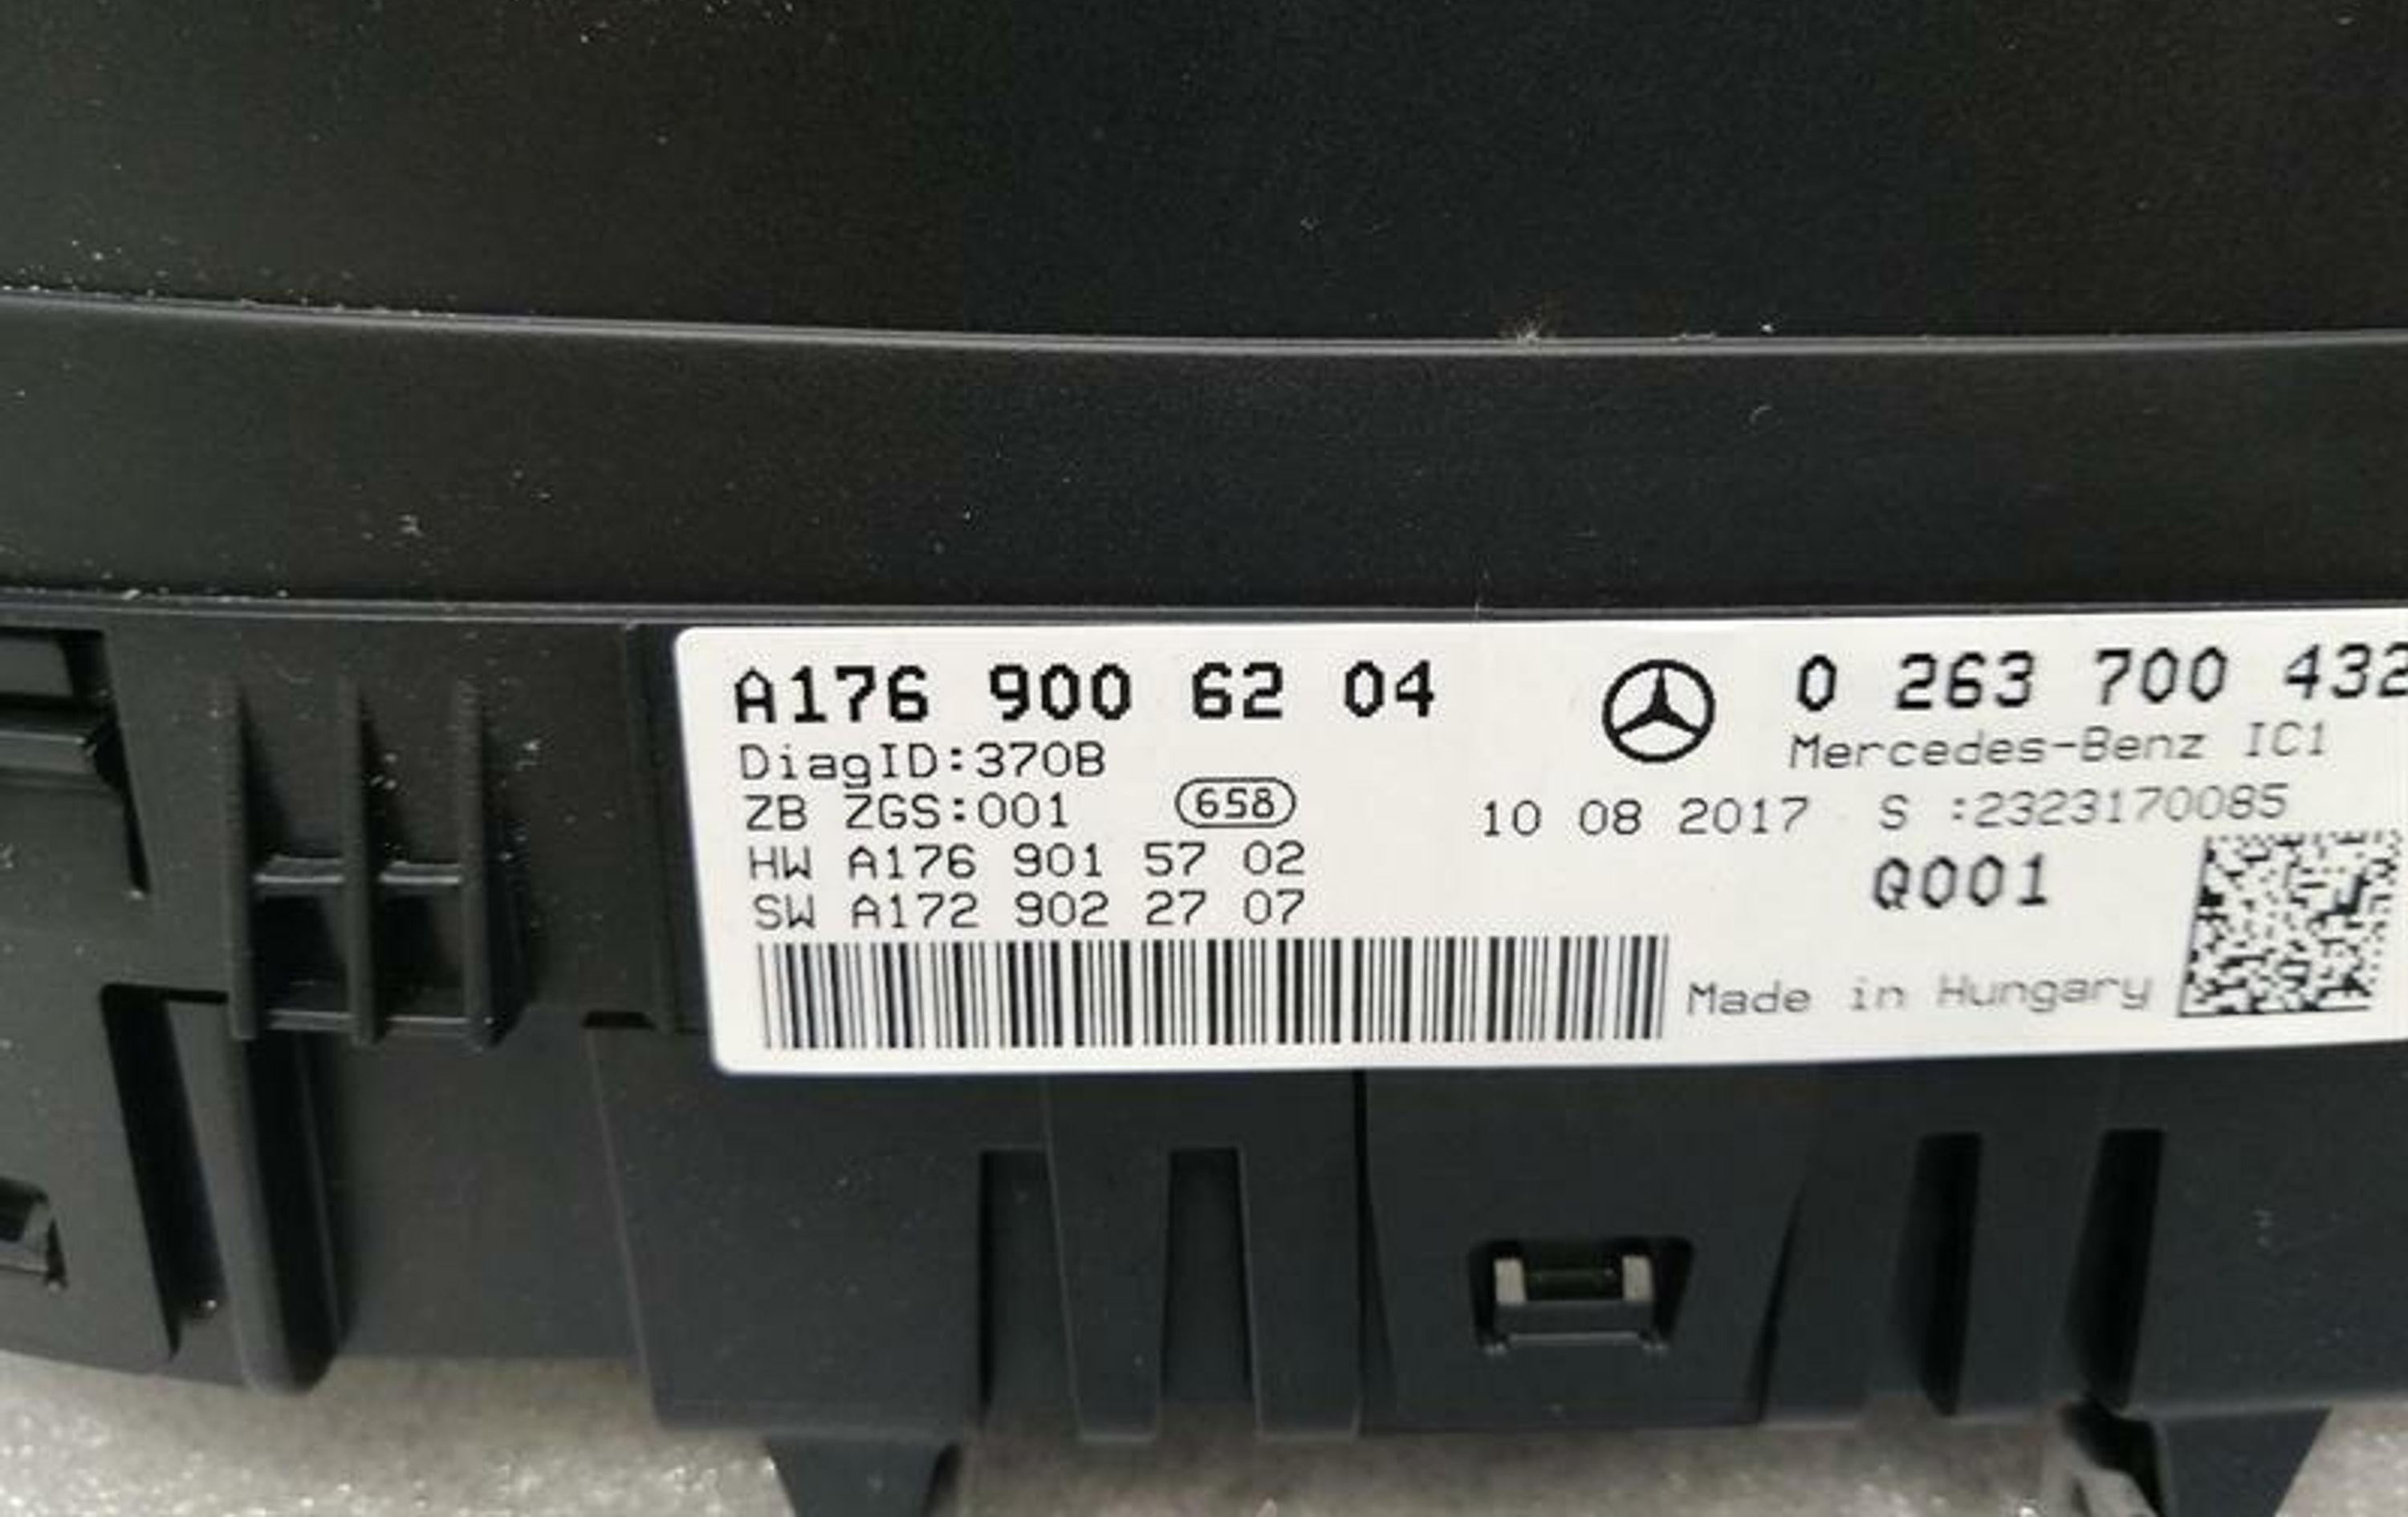 A176 900 62 04
DiagID:370B
ZB ZGS:001 658
HW A176 901 57 02
SW A172 902 27 07
0 263 700 432
Mercedes-Benz IC1
10 08 2017 S :2323170085
Q001
Made in Hungary